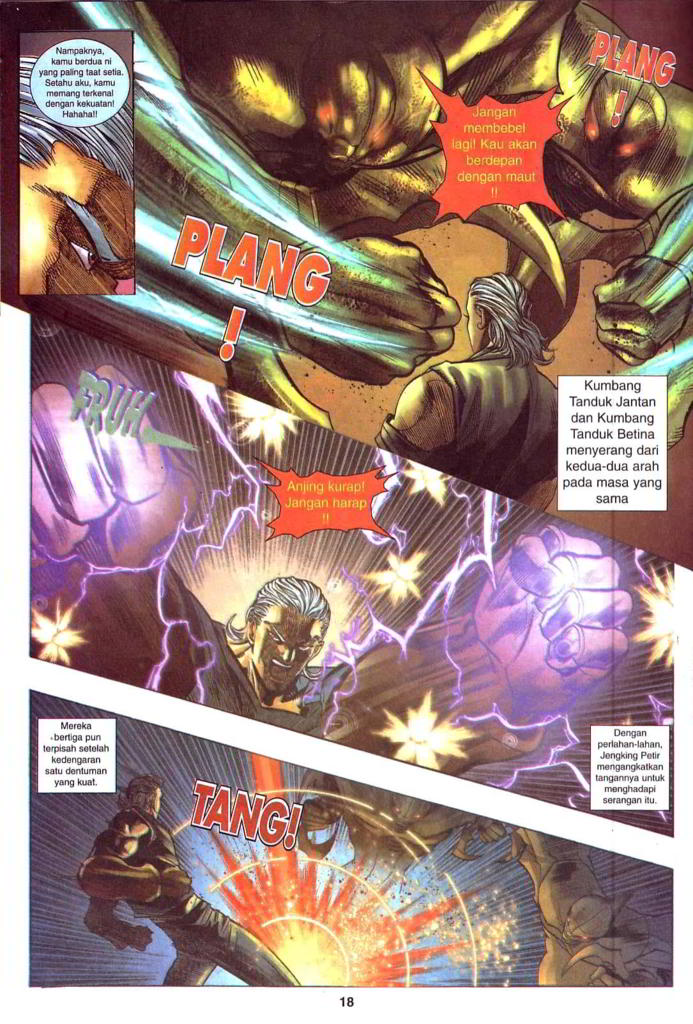 Nampaknya,
kamu berdua ni
yang paling taat setia.
Setahu aku, kamu
memang terkenal
dengan kekuatan!
Hahaha!!
PLANG
!
Jangan
membebel
lagi! Kau akan
berdepan
dengan maut
!!
PLANG
!
Kumbang
Tanduk Jantan
dan Kumbang
Tanduk Betina
menyerang dari
kedua-dua arah
pada masa yang
sama
FRUH
Anjing kurap!
Jangan harap
!!
Mereka
bertiga pun
terpisah setelah
kedengaran
satu dentuman
yang kuat.
Dengan
perlahan-lahan,
Jengking Petir
mengangkatkan
tangannya untuk
menghadapi
serangan itu.
TANG!
18